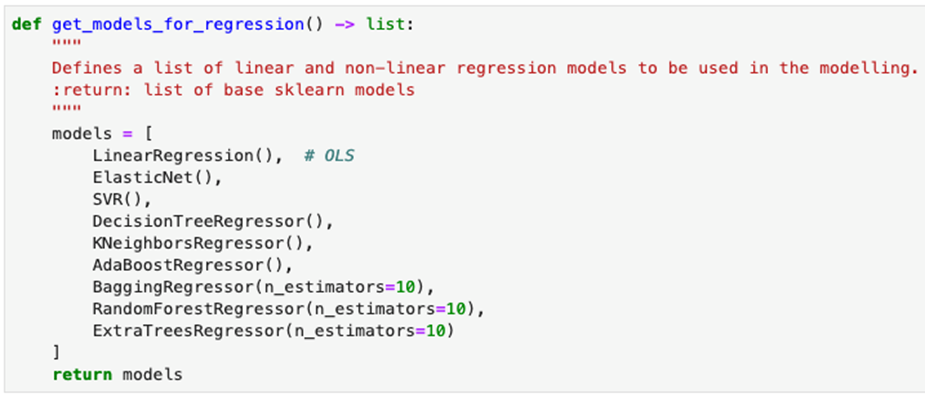 def get_models_for_regression() -> list:
"""
Defines a list of linear and non-linear regression models to be used in the modelling.
:return: list of base sklearn models
"""
models = [
LinearRegression(),  # OLS
ElasticNet(),
SVR(),
DecisionTreeRegressor(),
KNeighborsRegressor(),
AdaBoostRegressor(),
BaggingRegressor(n_estimators=10),
RandomForestRegressor(n_estimators=10),
ExtraTreesRegressor(n_estimators=10)
]
return models